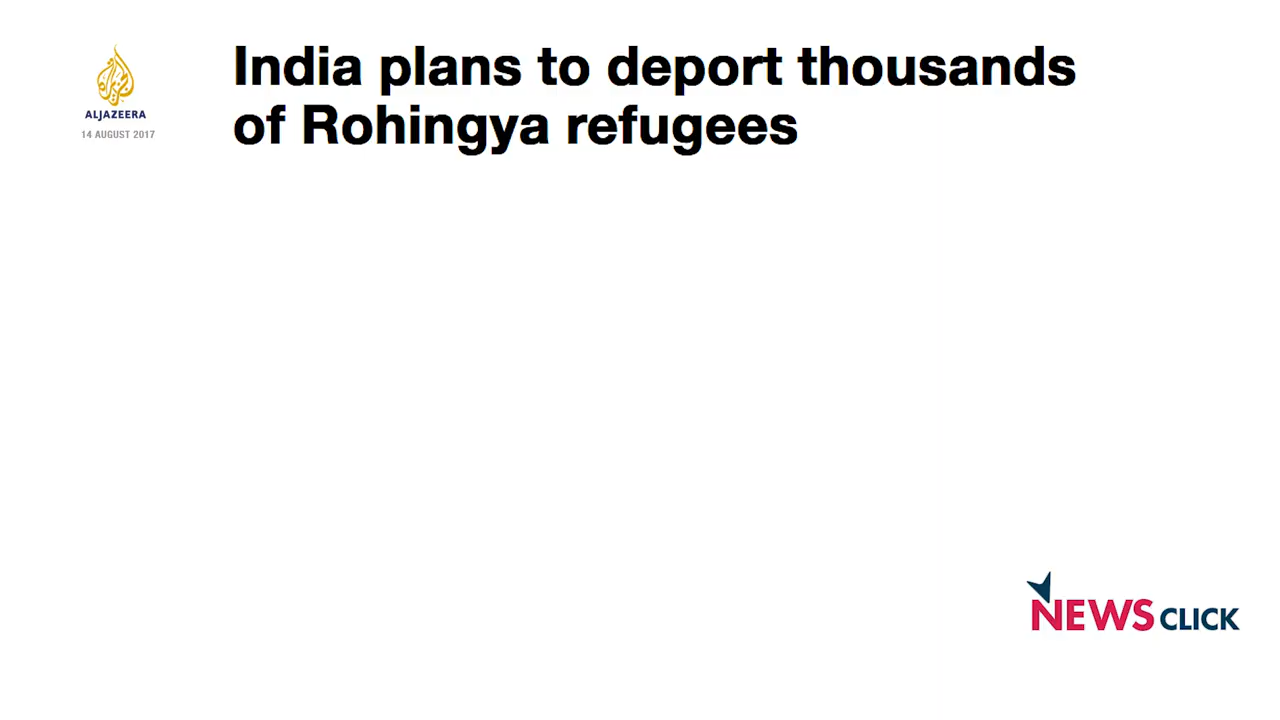 ALJAZEERA
14 AUGUST 2017
India plans to deport thousands
of Rohingya refugees
NEWS CLICK